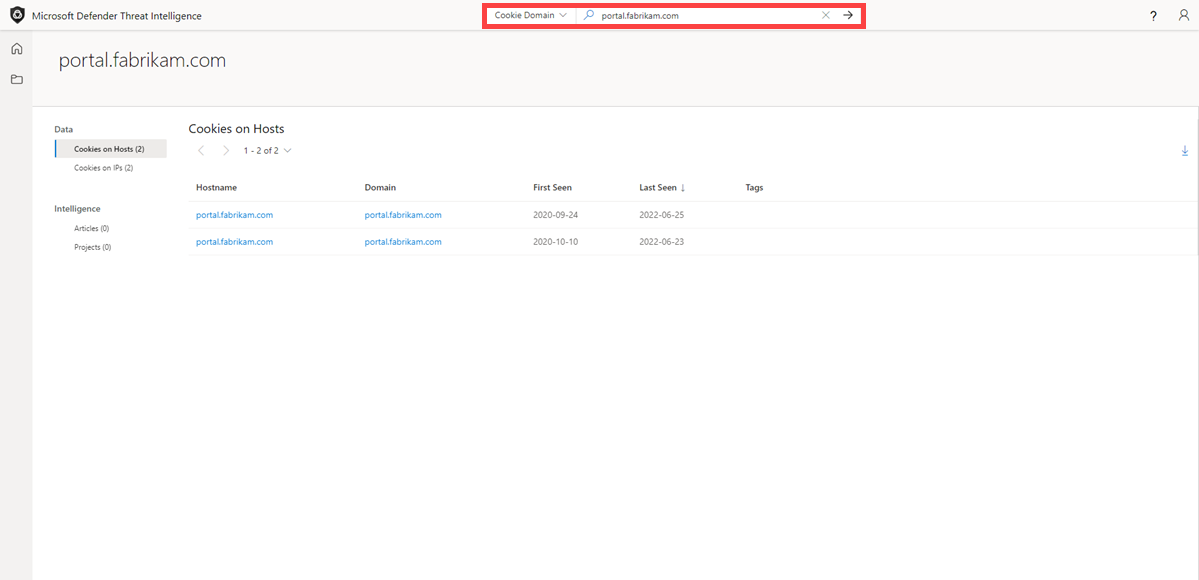 Microsoft Defender Threat Intelligence
Cookie Domain portal.fabrikam.com
?
portal.fabrikam.com
Data
Cookies on Hosts (2)
Cookies on IPs (2)
Intelligence
Articles (0)
Projects (0)
Cookies on Hosts
1 - 2 of 2
Hostname Domain First Seen Last Seen ↓ Tags
portal.fabrikam.com portal.fabrikam.com 2020-09-24 2022-06-25
portal.fabrikam.com portal.fabrikam.com 2020-10-10 2022-06-23